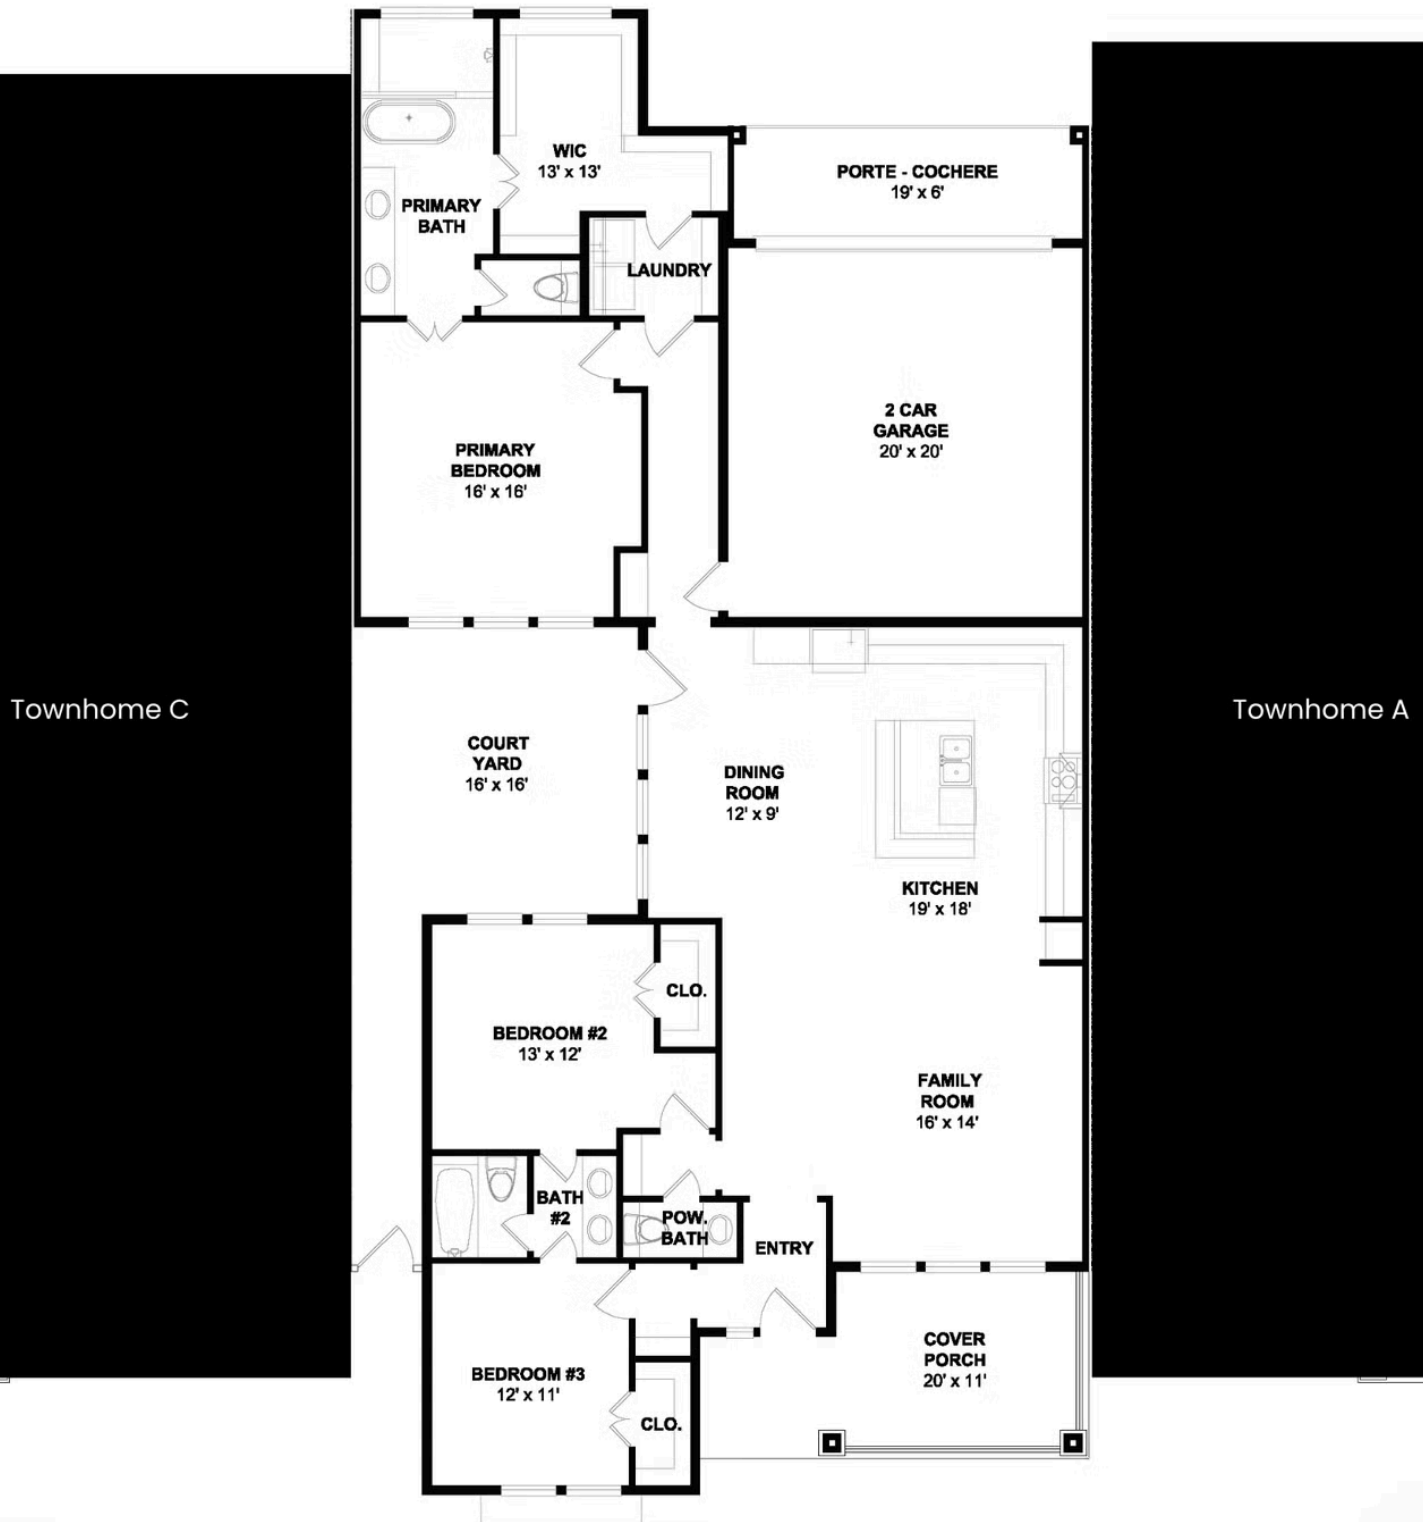 WIC
13' x 13'
PORTE - COCHERE
19' x 6'
PRIMARY
BATH
LAUNDRY
2 CAR
GARAGE
20' x 20'
PRIMARY
BEDROOM
16' x 16'
Townhome C
Townhome A
COURT
YARD
16' x 16'
DINING
ROOM
12' x 9'
KITCHEN
19' x 18'
CLO.
BEDROOM #2
13' x 12'
FAMILY
ROOM
16' x 14'
BATH
#2
POW.
BATH
ENTRY
COVER
PORCH
20' x 11'
BEDROOM #3
12' x 11'
CLO.